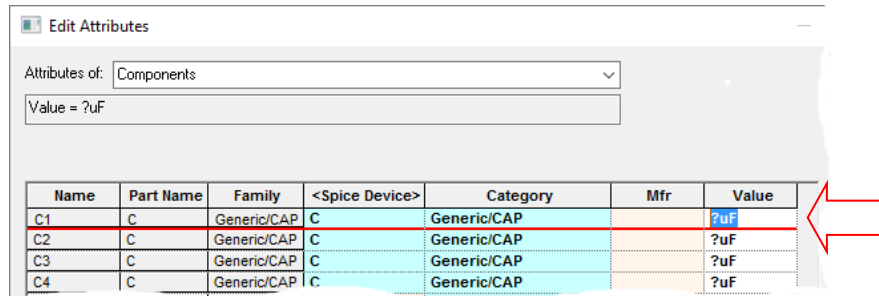 Edit Attributes
Attributes of: Components
Value = ?uF
Name Part Name Family <Spice Device> Category Mfr Value
C1 C Generic/CAP C Generic/CAP ?uF
C2 C Generic/CAP C Generic/CAP ?uF
C3 C Generic/CAP C Generic/CAP ?uF
C4 C Generic/CAP C Generic/CAP ?uF